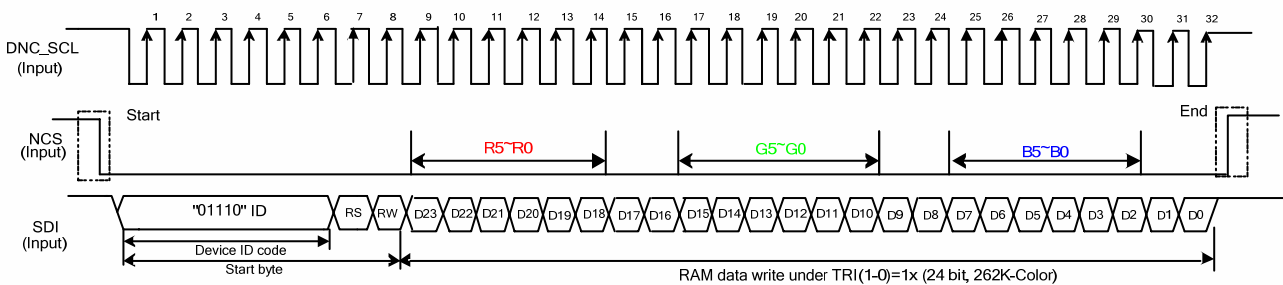 1 2 3 4 5 6 7 8 9 10 11 12 13 14 15 16 17 18 19 20 21 22 23 24 25 26 27 28 29 30 31 32
DNC_SCL
(Input)
Start
End
NCS
(Input)
R5~R0
G5~G0
B5~B0
"01110" ID
RS
RW
D23 D22 D21 D20 D19 D18 D17 D16 D15 D14 D13 D12 D11 D10 D9 D8 D7 D6 D5 D4 D3 D2 D1 D0
SDI
(Input)
Device ID code
Start byte
RAM data write under TRI(1-0)=1x (24 bit, 262K-Color)